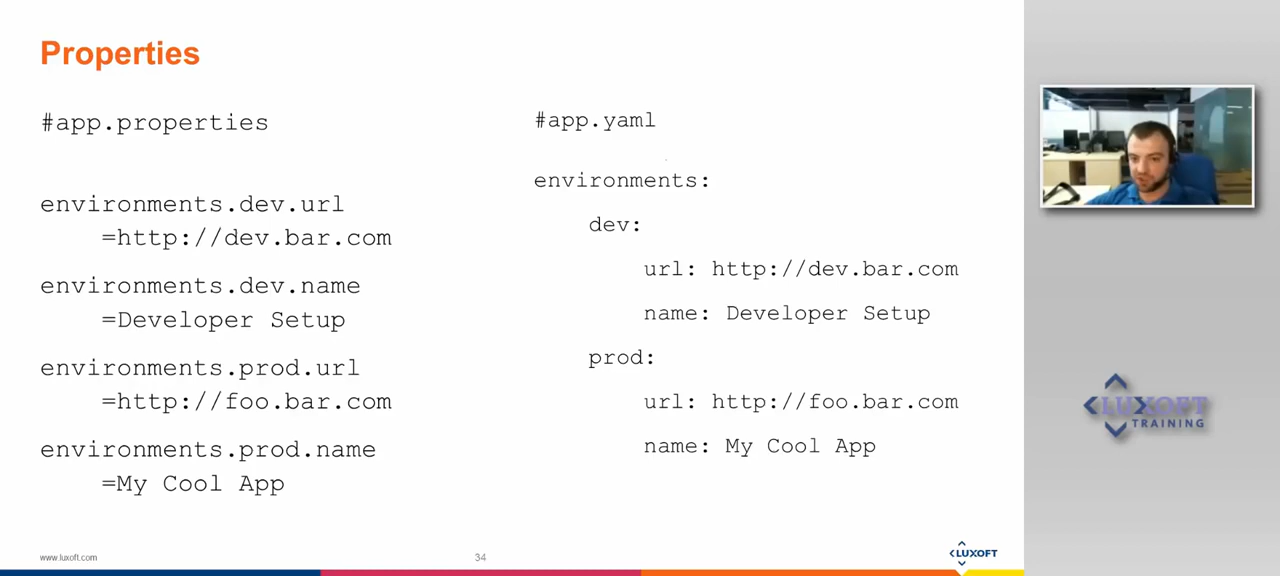 Properties
#app.properties
environments.dev.url
=http://dev.bar.com
environments.dev.name
=Developer Setup
environments.prod.url
=http://foo.bar.com
environments.prod.name
=My Cool App
#app.yaml
environments:
dev:
url: http://dev.bar.com
name: Developer Setup
prod:
url: http://foo.bar.com
name: My Cool App
www.luxoft.com
34
LUXOFT
LUXOFT
TRAINING